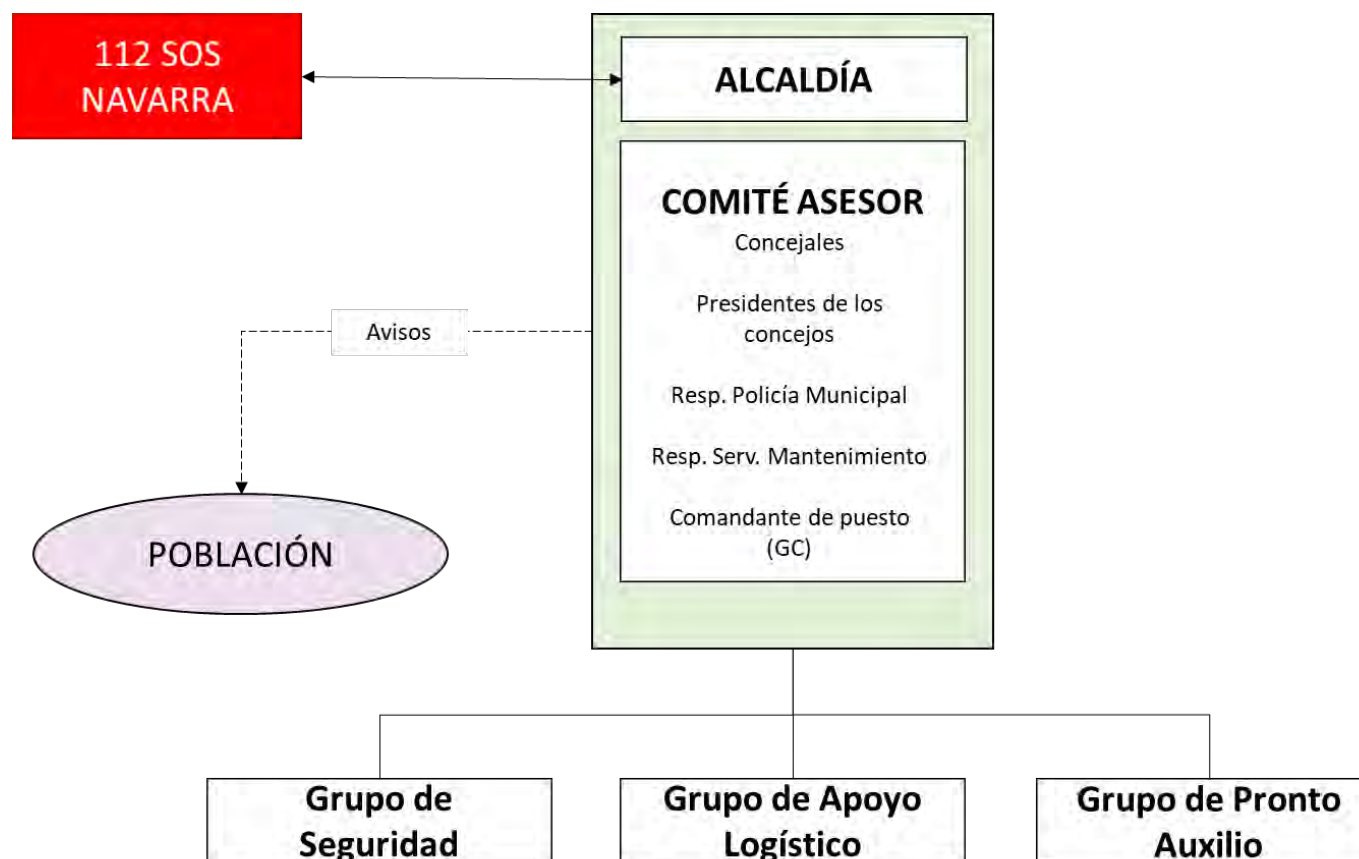 112 SOS
NAVARRA
ALCALDÍA
COMITÉ ASESOR
Concejales
Presidentes de los
concejos
Resp. Policía Municipal
Resp. Serv. Mantenimiento
Comandante de puesto
(GC)
Avisos
POBLACIÓN
Grupo de
Seguridad
Grupo de Apoyo
Logístico
Grupo de Pronto
Auxilio